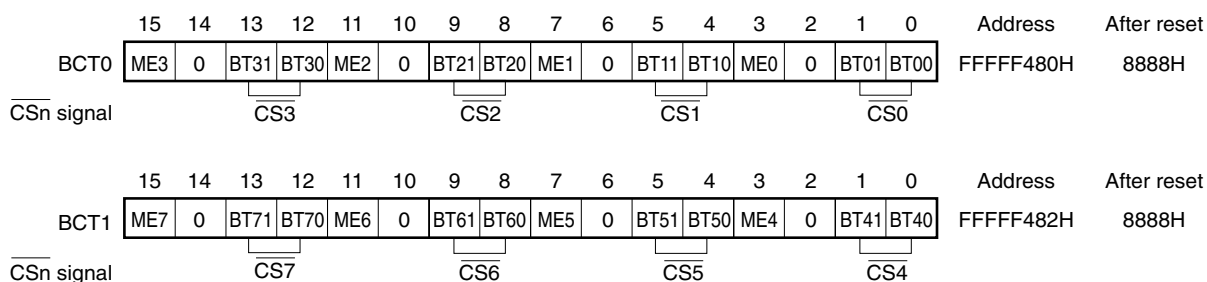 15 14 13 12 11 10 9 8 7 6 5 4 3 2 1 0 Address After reset
BCT0 ME3 0 BT31 BT30 ME2 0 BT21 BT20 ME1 0 BT11 BT10 ME0 0 BT01 BT00 FFFFF480H 8888H
CSn signal CS3 CS2 CS1 CS0
15 14 13 12 11 10 9 8 7 6 5 4 3 2 1 0 Address After reset
BCT1 ME7 0 BT71 BT70 ME6 0 BT61 BT60 ME5 0 BT51 BT50 ME4 0 BT41 BT40 FFFFF482H 8888H
CSn signal CS7 CS6 CS5 CS4